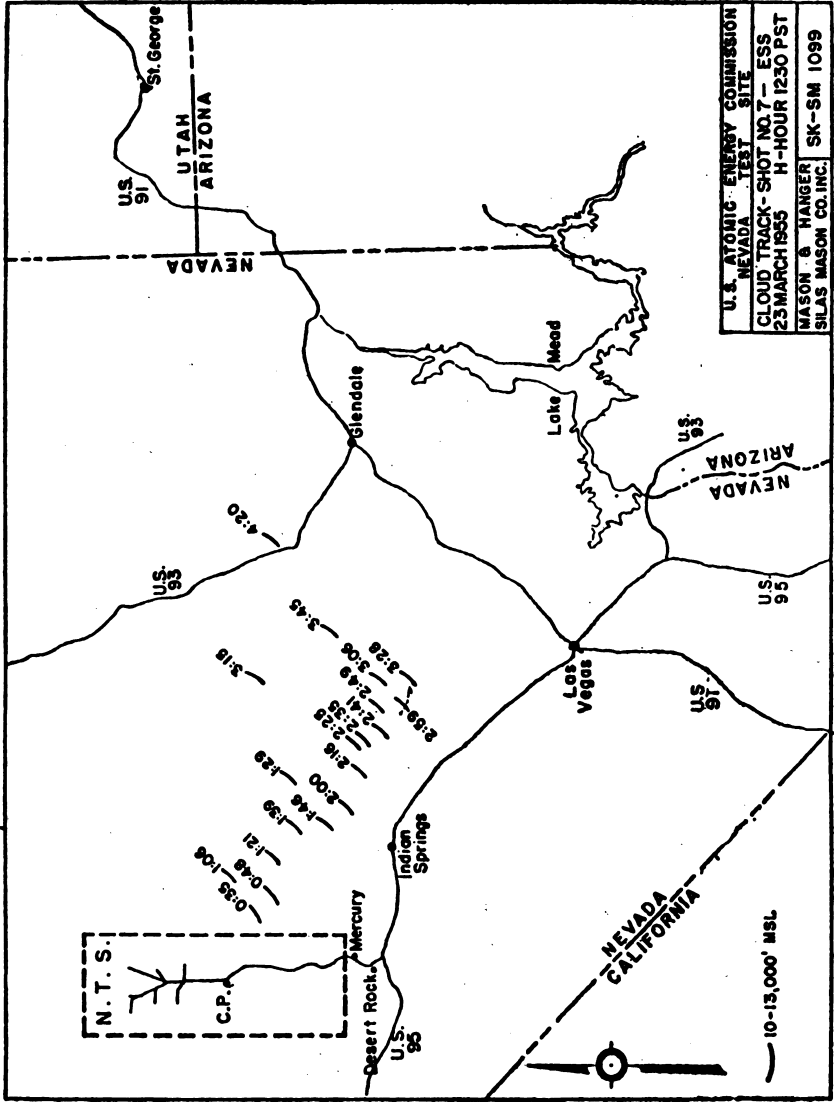 N. T. S.
C.P.
Mercury
Desert Rock
U.S.
95
Indian
Springs
0:35
0:48
1:06
1:21
1:39
1:29
1:46
2:00
2:16
2:25
2:35
2:41
2:49
3:06
3:28
2:59
3:15
3:45
4:20
U.S.
93
Glendale
U.S.
91
St. George
UTAH
ARIZONA
NEVADA
Lake Mead
Las
Vegas
U.S.
93
NEVADA
ARIZONA
U.S.
95
U.S.
91
NEVADA
CALIFORNIA
10-13,000' MSL
U.S. ATOMIC ENERGY COMMISSION
NEVADA TEST SITE
CLOUD TRACK-SHOT NO. 7 - ESS
23 MARCH 1955 H-HOUR 1230 PST
MASON & HANGER
SILAS MASON CO. INC.
SK-SM 1099